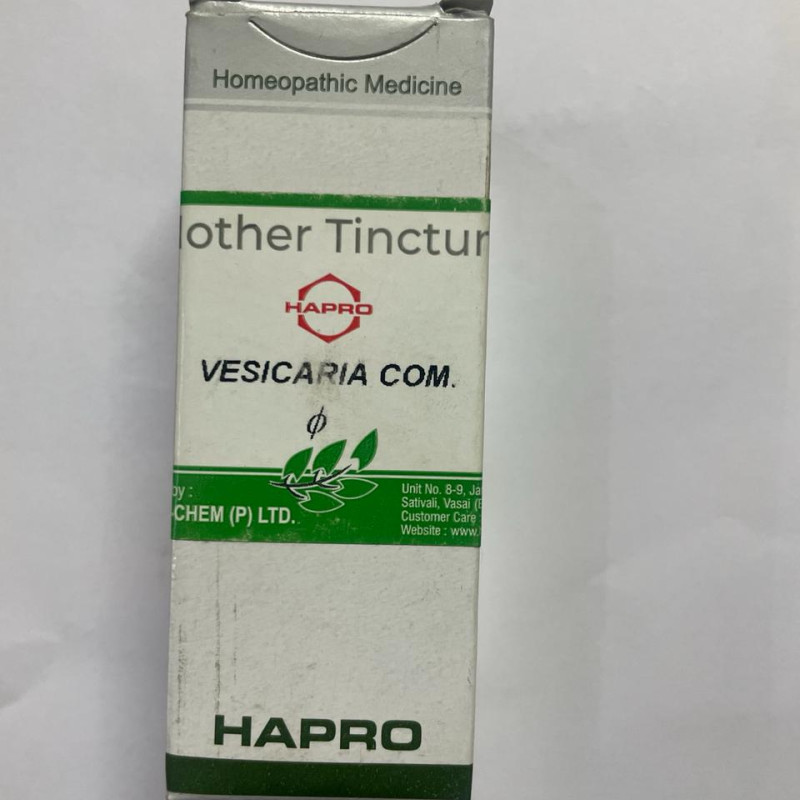 Homeopathic Medicine
other Tinctur
HAPRO
VESICARIA COM.
ϕ
by :
CHEM (P) LTD.
Unit No. 8-9, Ja
Sativali, Vasai (E
Customer Care
Website : www.
HAPRO